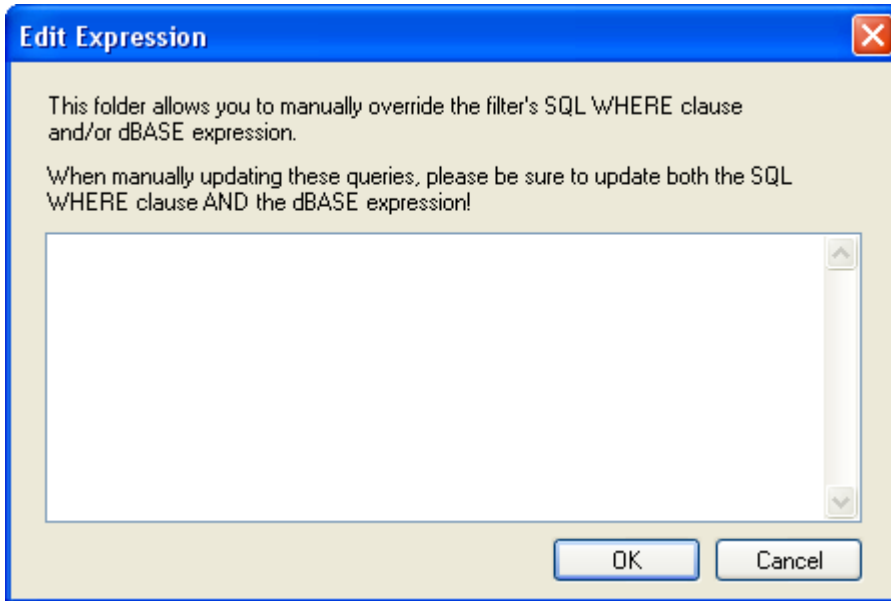 Edit Expression
This folder allows you to manually override the filter's SQL WHERE clause
and/or dBASE expression.
When manually updating these queries, please be sure to update both the SQL
WHERE clause AND the dBASE expression!
OK
Cancel